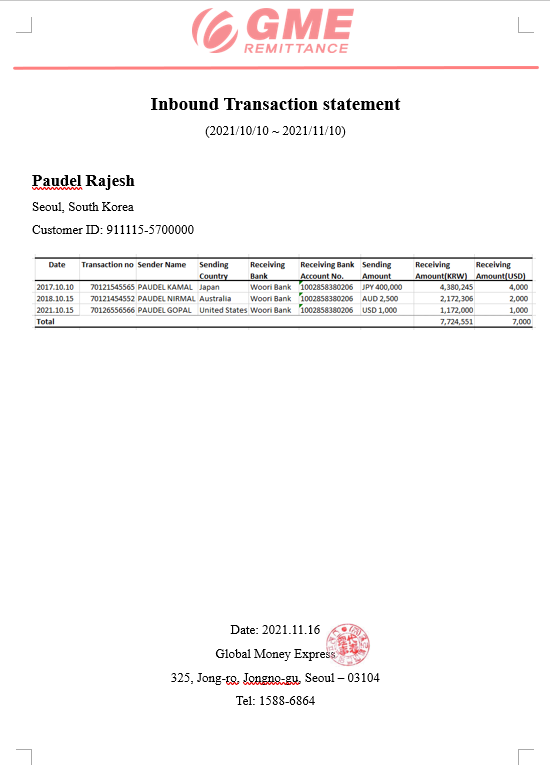 GME
REMITTANCE
Inbound Transaction statement
(2021/10/10 ~ 2021/11/10)
Paudel Rajesh
Seoul, South Korea
Customer ID: 911115-5700000
Date Transaction no Sender Name Sending Country Receiving Bank Receiving Bank Account No. Sending Amount Receiving Amount(KRW) Receiving Amount(USD)
2017.10.10 70121545565 PAUDEL KAMAL Japan Woori Bank 1002858380206 JPY 400,000 4,380,245 4,000
2018.10.15 70121454552 PAUDEL NIRMAL Australia Woori Bank 1002858380206 AUD 2,500 2,172,306 2,000
2021.10.15 70126556566 PAUDEL GOPAL United States Woori Bank 1002858380206 USD 1,000 1,172,000 1,000
Total 7,724,551 7,000
Date: 2021.11.16
Global Money Express
325, Jong-ro, Jongno-gu, Seoul – 03104
Tel: 1588-6864